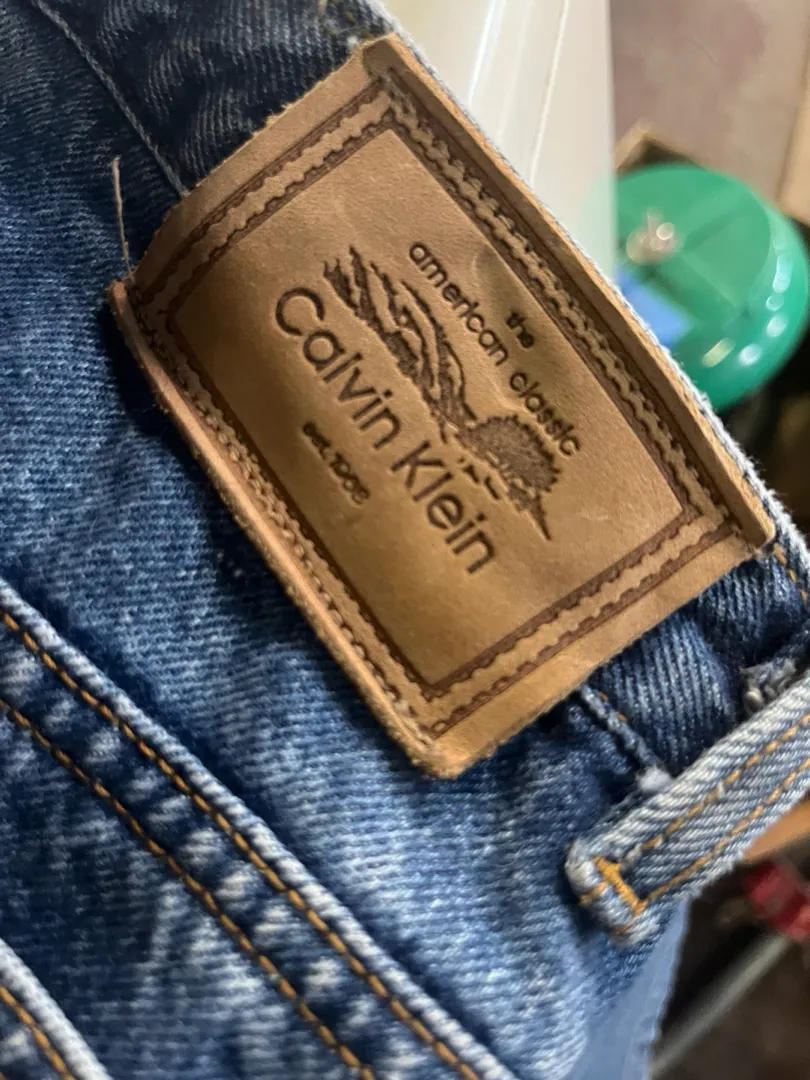 the
american classic
Calvin Klein
est. 1968